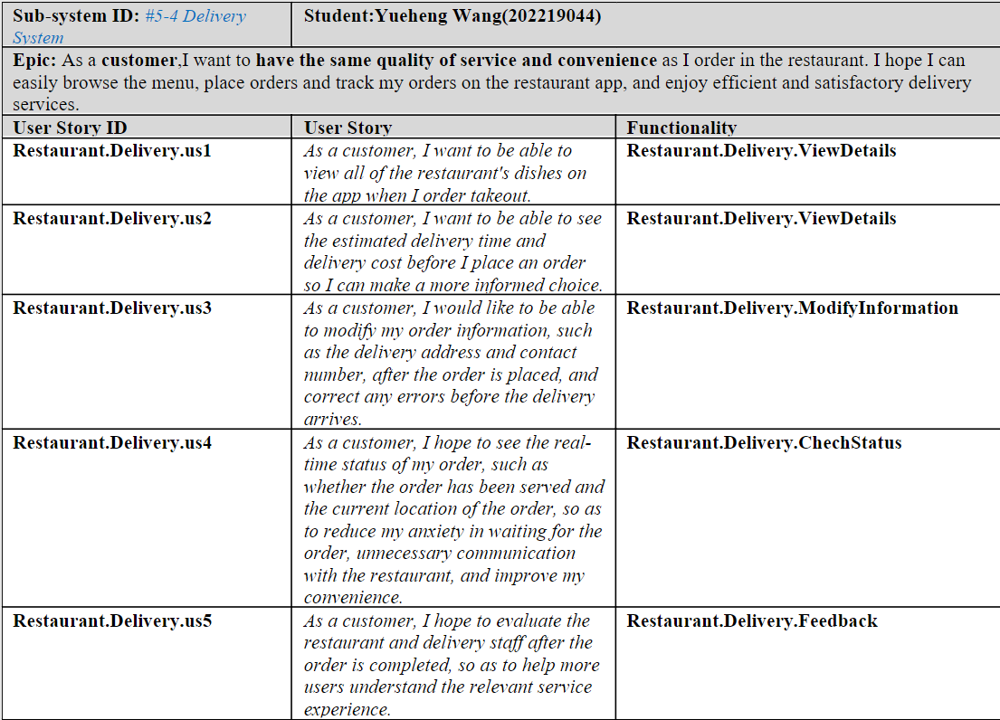 Sub-system ID: #5-4 Delivery
System
Student:Yueheng Wang(202219044)
Epic: As a customer,I want to have the same quality of service and convenience as I order in the restaurant. I hope I can
easily browse the menu, place orders and track my orders on the restaurant app, and enjoy efficient and satisfactory delivery
services.
User Story ID
User Story
Functionality
Restaurant.Delivery.us1
As a customer, I want to be able to
view all of the restaurant's dishes on
the app when I order takeout.
Restaurant.Delivery.ViewDetails
Restaurant.Delivery.us2
As a customer, I want to be able to see
the estimated delivery time and
delivery cost before I place an order
so I can make a more informed choice.
Restaurant.Delivery.ViewDetails
Restaurant.Delivery.us3
As a customer, I would like to be able
to modify my order information, such
as the delivery address and contact
number, after the order is placed, and
correct any errors before the delivery
arrives.
Restaurant.Delivery.ModifyInformation
Restaurant.Delivery.us4
As a customer, I hope to see the real-
time status of my order, such as
whether the order has been served and
the current location of the order, so as
to reduce my anxiety in waiting for the
order, unnecessary communication
with the restaurant, and improve my
convenience.
Restaurant.Delivery.ChechStatus
Restaurant.Delivery.us5
As a customer, I hope to evaluate the
restaurant and delivery staff after the
order is completed, so as to help more
users understand the relevant service
experience.
Restaurant.Delivery.Feedback